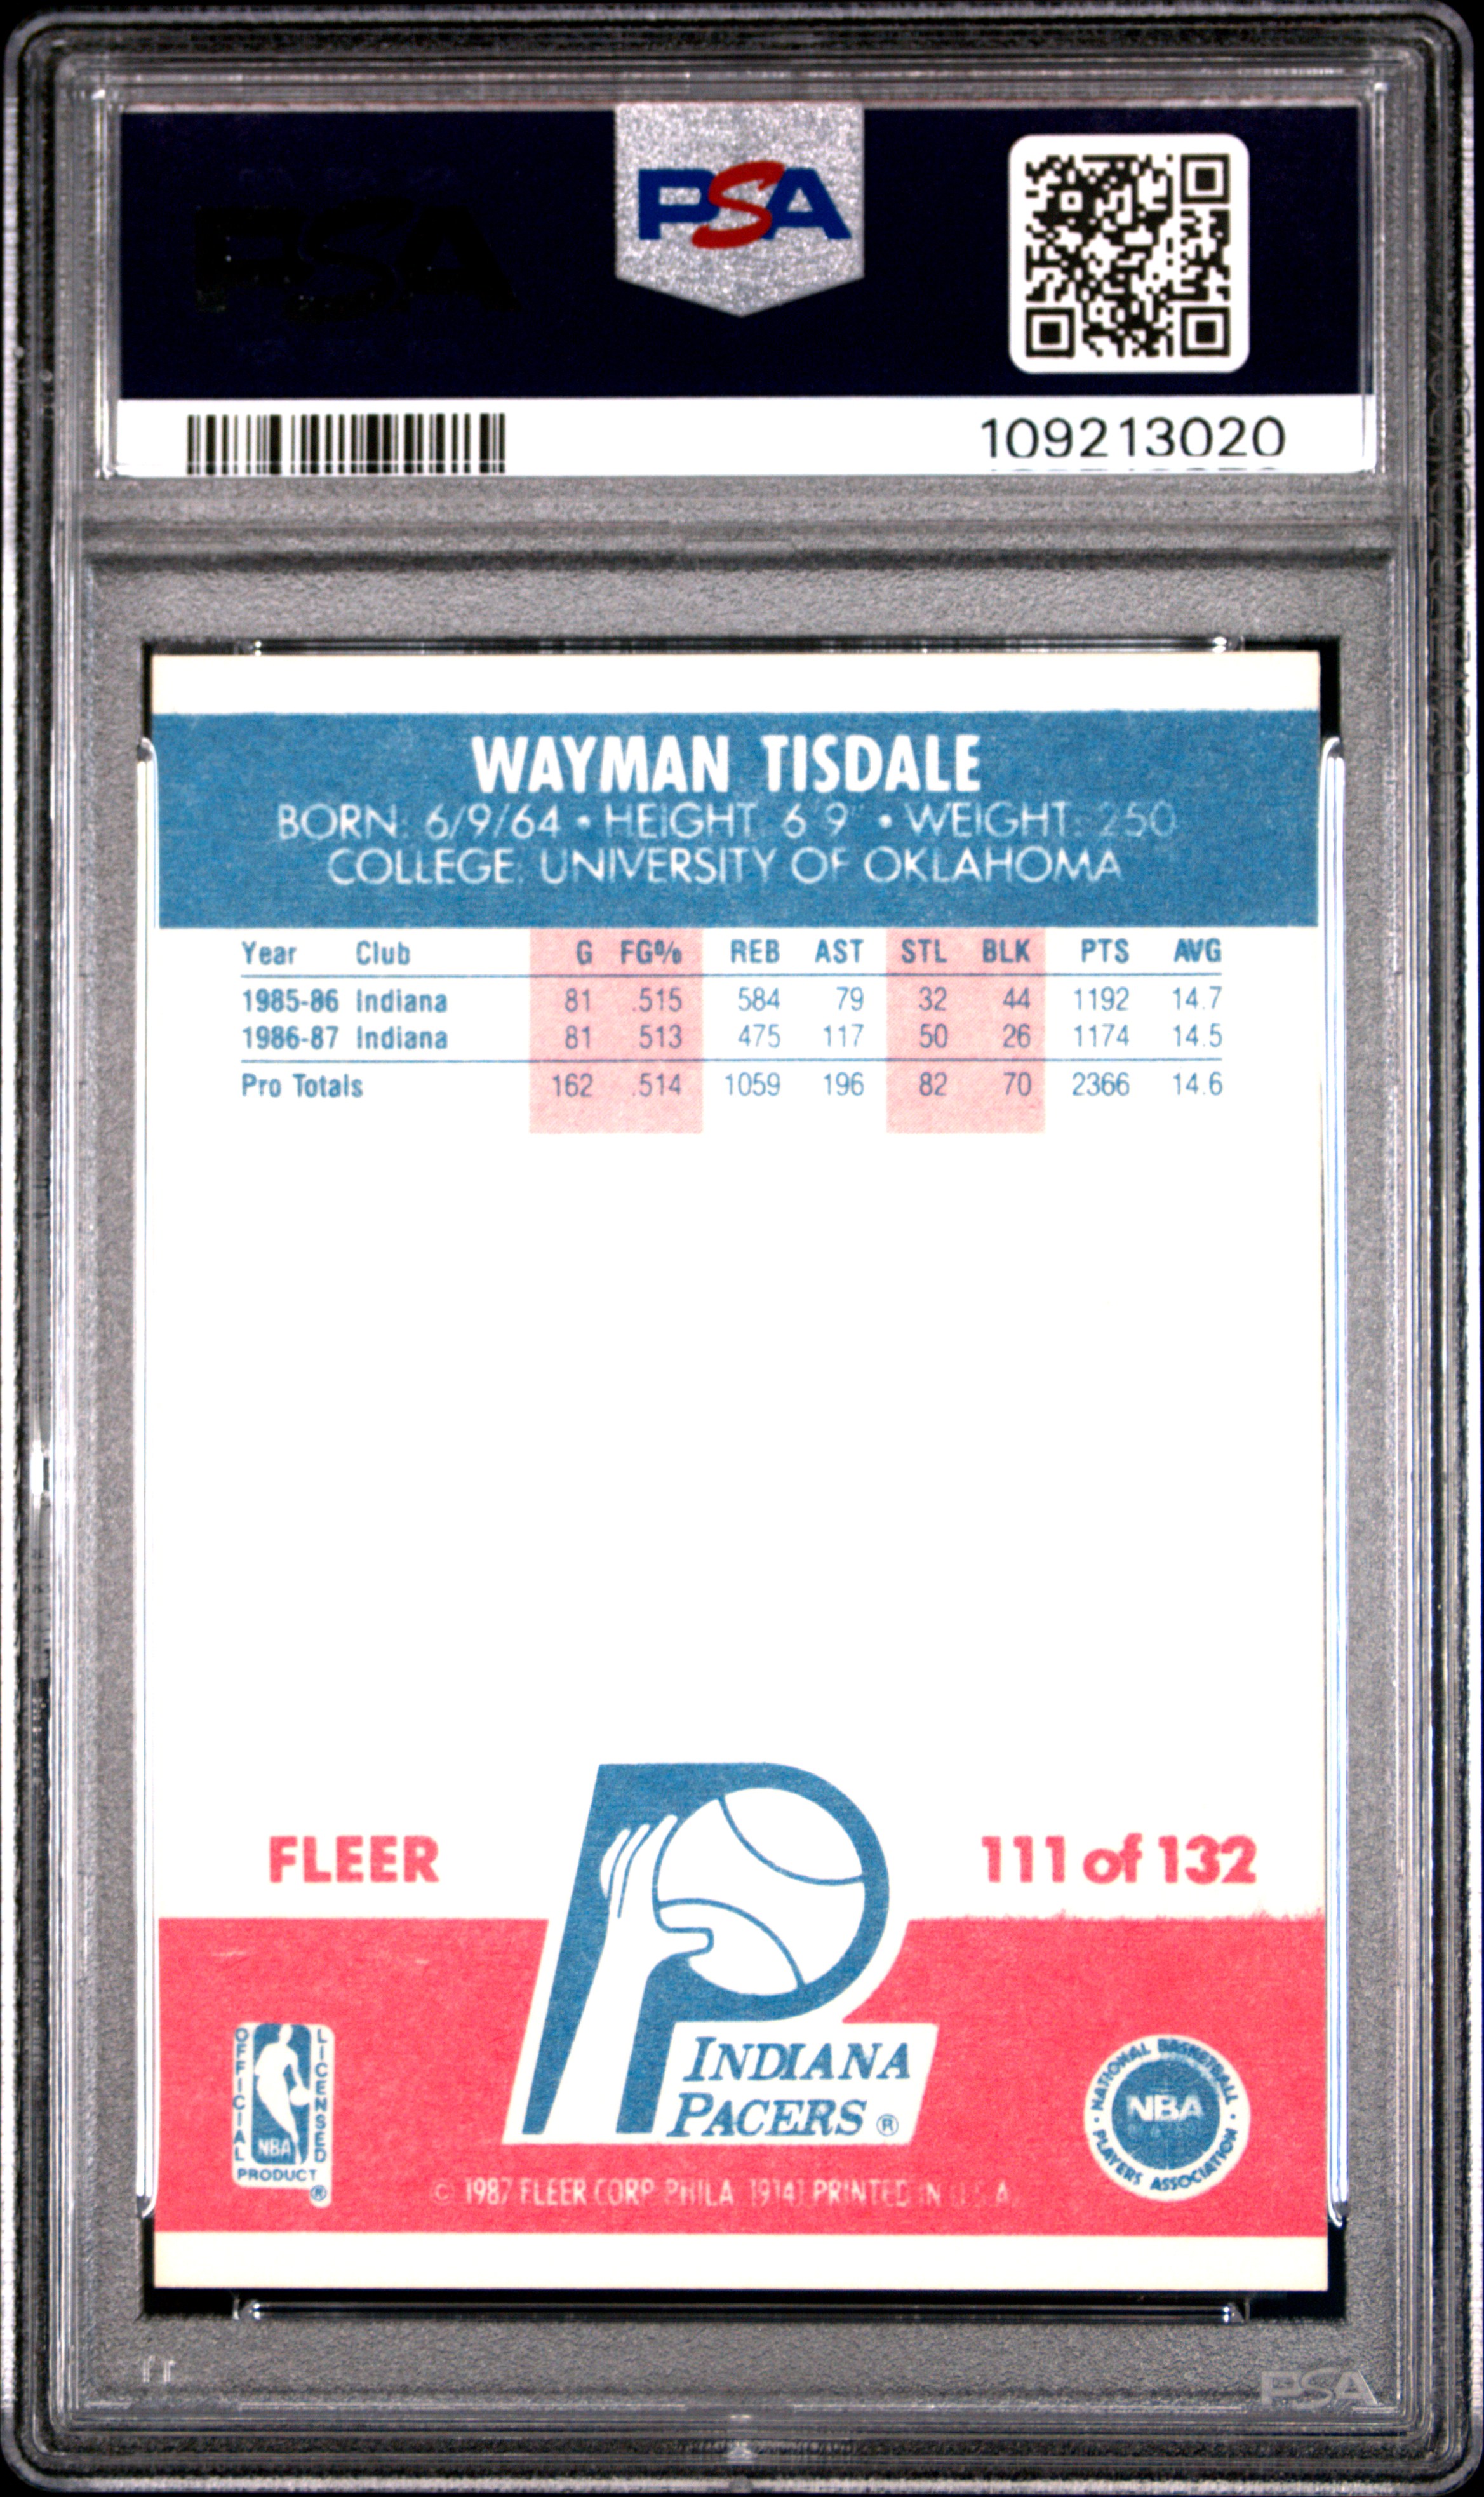 PSA
PSA
109213020
WAYMAN TISDALE
BORN: 6/9/64 • HEIGHT: 6'9" • WEIGHT: 250
COLLEGE: UNIVERSITY OF OKLAHOMA
Year Club G FG% REB AST STL BLK PTS AVG
1985-86 Indiana 81 .515 584 79 32 44 1192 14.7
1986-87 Indiana 81 .513 475 117 50 26 1174 14.5
Pro Totals 162 .514 1059 196 82 70 2366 14.6
FLEER
111 of 132
INDIANA
PACERS ®
OFFICIAL LICENSED
NBA
PRODUCT
®
NATIONAL BASKETBALL
NBA
• PLAYERS ASSOCIATION •
© 1987 FLEER CORP. PHILA. 19141 PRINTED IN U.S.A.
PSA